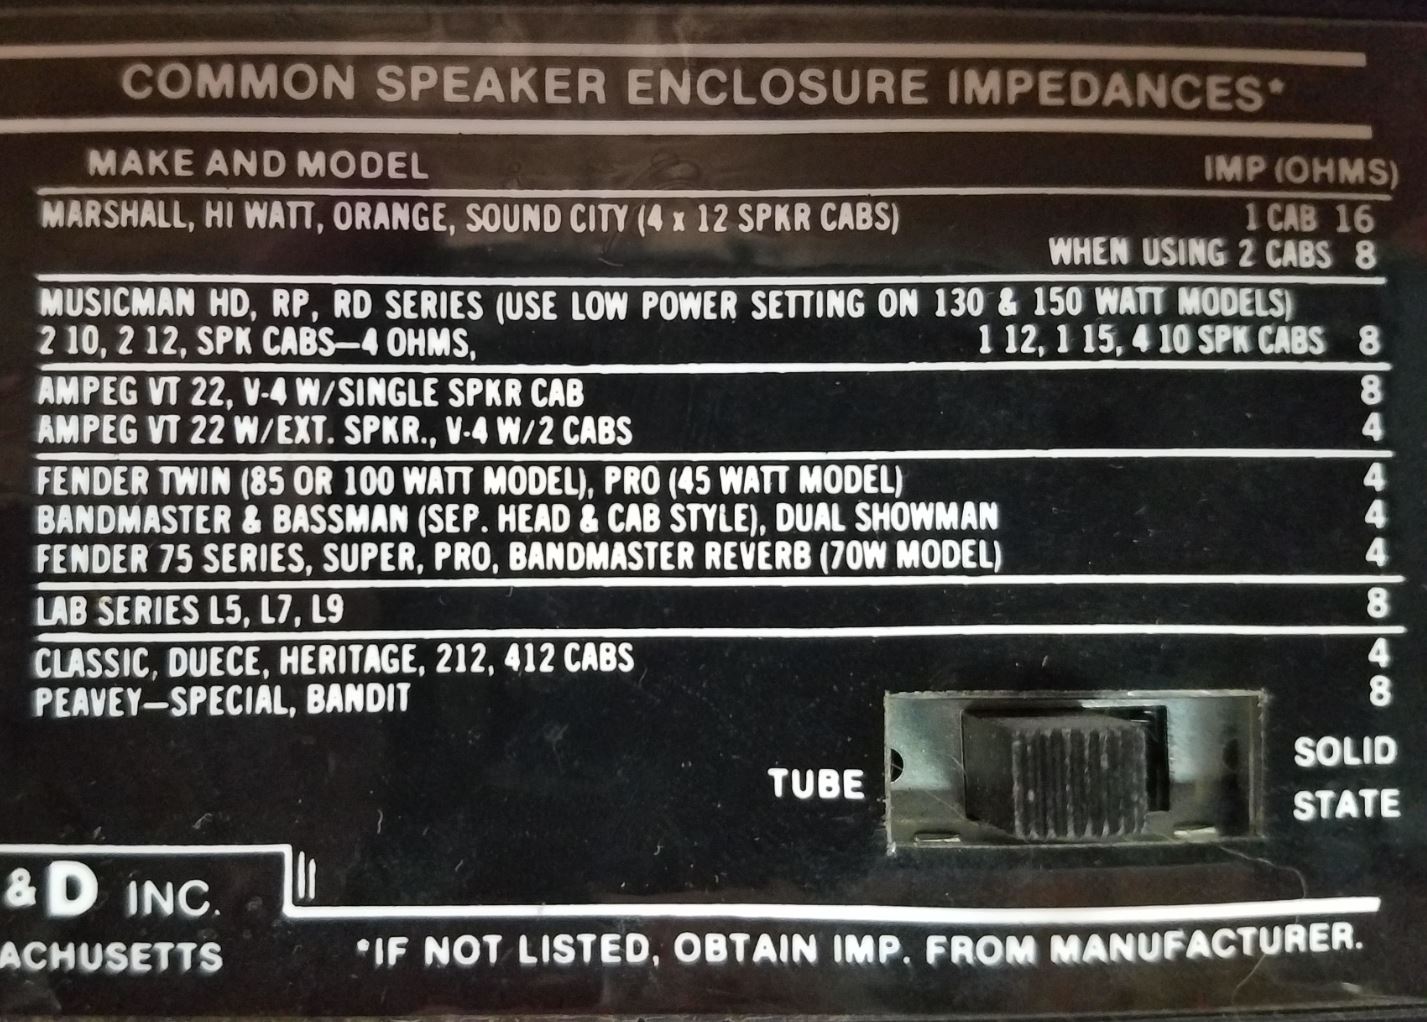 COMMON SPEAKER ENCLOSURE IMPEDANCES*
MAKE AND MODEL IMP (OHMS)
MARSHALL, HI WATT, ORANGE, SOUND CITY (4 x 12 SPKR CABS) 1 CAB 16
WHEN USING 2 CABS 8
MUSICMAN HD, RP, RD SERIES (USE LOW POWER SETTING ON 130 & 150 WATT MODELS)
2 10, 2 12, SPK CABS—4 OHMS, 1 12, 1 15, 4 10 SPK CABS 8
AMPEG VT 22, V-4 W/SINGLE SPKR CAB 8
AMPEG VT 22 W/EXT. SPKR., V-4 W/2 CABS 4
FENDER TWIN (85 OR 100 WATT MODEL), PRO (45 WATT MODEL) 4
BANDMASTER & BASSMAN (SEP. HEAD & CAB STYLE), DUAL SHOWMAN 4
FENDER 75 SERIES, SUPER, PRO, BANDMASTER REVERB (70W MODEL) 4
LAB SERIES L5, L7, L9 8
CLASSIC, DUECE, HERITAGE, 212, 412 CABS 4
PEAVEY—SPECIAL, BANDIT 8
TUBE
SOLID
STATE
& D INC.
ACHUSETTS
*IF NOT LISTED, OBTAIN IMP. FROM MANUFACTURER.